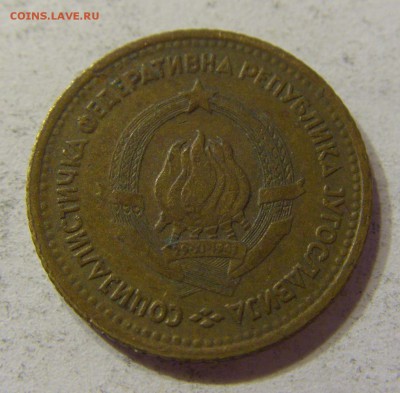 COINS.LAVE.RU
СОЦИЈАЛИСТИЧКА ФЕДЕРАТИВНА РЕПУБЛИКА ЈУГОСЛАВИЈА